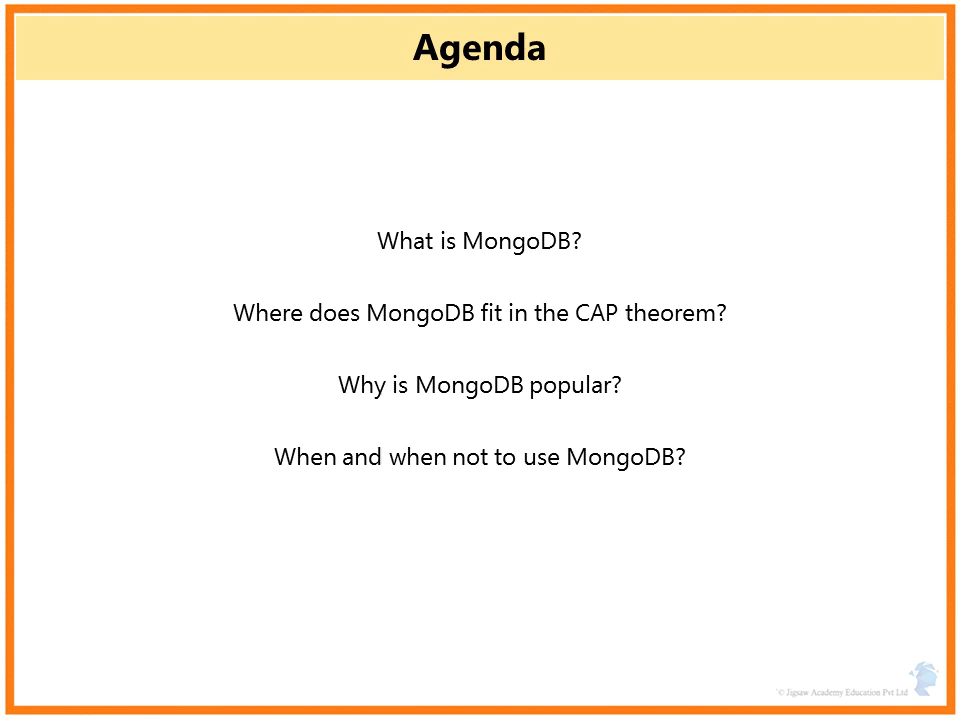 Agenda
What is MongoDB?
Where does MongoDB fit in the CAP theorem?
Why is MongoDB popular?
When and when not to use MongoDB?
© Jigsaw Academy Education Pvt Ltd